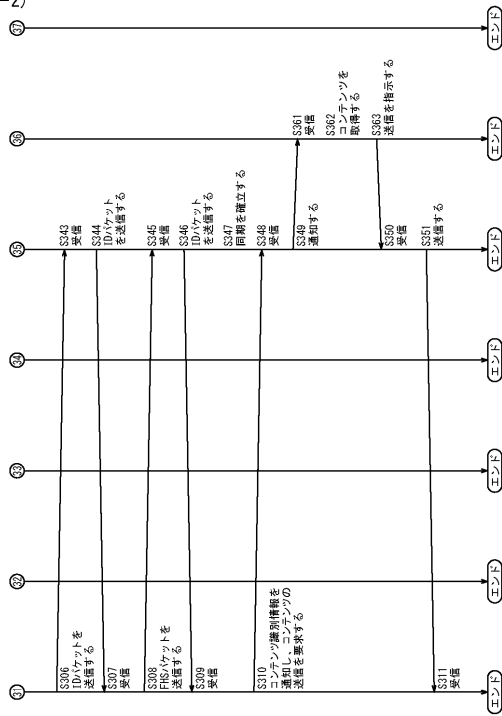 -2)
31
32
33
34
35
36
37
S306
IDパケットを
送信する
S307
受信
S308
FHSパケットを
送信する
S309
受信
S310
コンテンツ識別情報を
通知し、コンテンツの
送信を要求する
S311
受信
S343
受信
S344
IDパケット
を送信する
S345
受信
S346
IDパケット
を送信する
S347
同期を確立する
S348
受信
S349
通知する
S350
受信
S351
送信する
S361
受信
S362
コンテンツを
取得する
S363
送信を指示する
エンド
エンド
エンド
エンド
エンド
エンド
エンド